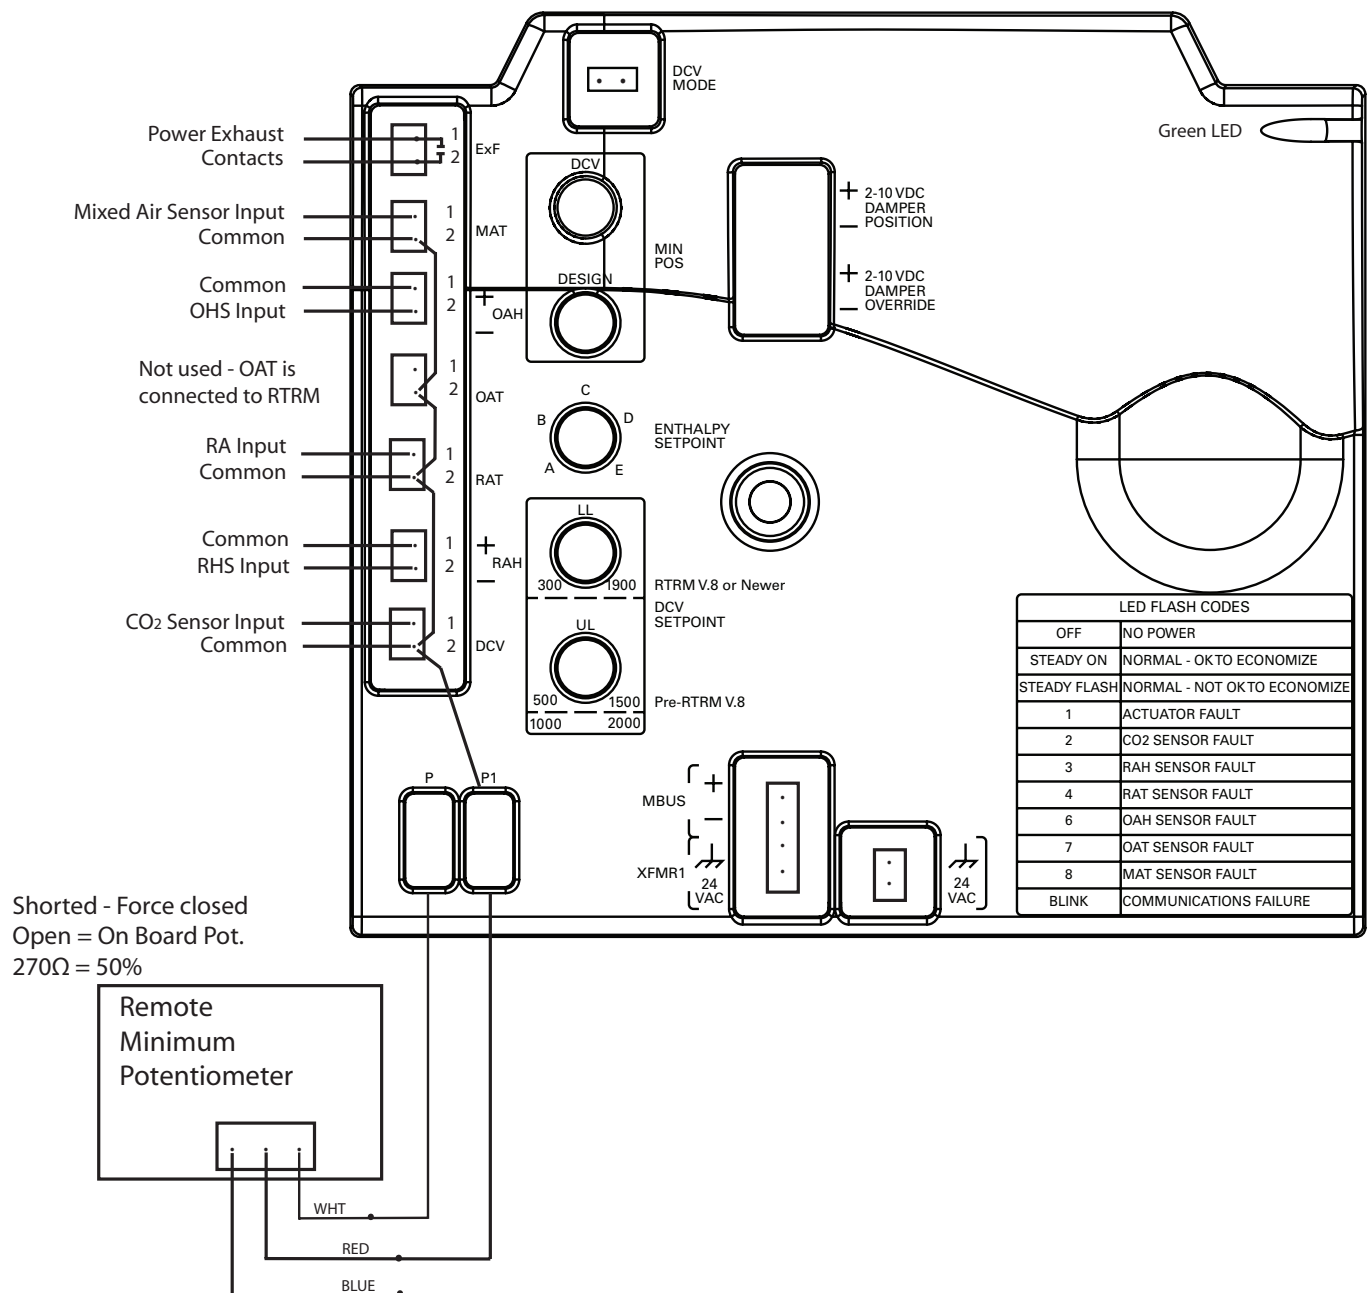 DCV
MODE
Green LED
Power Exhaust
Contacts
1
2
ExF
DCV
+ 2-10 VDC
DAMPER
– POSITION
Mixed Air Sensor Input
Common
1
2
MAT
MIN
POS
+ 2-10 VDC
DAMPER
– OVERRIDE
Common
OHS Input
1
2
+
–
OAH
DESIGN
Not used - OAT is
connected to RTRM
1
2
OAT
A
B
C
D
E
ENTHALPY
SETPOINT
RA Input
Common
1
2
RAT
Common
RHS Input
1
2
+
–
RAH
LL
300 1900
RTRM V.8 or Newer
DCV
SETPOINT
CO2 Sensor Input
Common
1
2
DCV
UL
500 1500
1000 2000
Pre-RTRM V.8
LED FLASH CODES
OFF NO POWER
STEADY ON NORMAL - OK TO ECONOMIZE
STEADY FLASH NORMAL - NOT OK TO ECONOMIZE
1 ACTUATOR FAULT
2 CO2 SENSOR FAULT
3 RAH SENSOR FAULT
4 RAT SENSOR FAULT
6 OAH SENSOR FAULT
7 OAT SENSOR FAULT
8 MAT SENSOR FAULT
BLINK COMMUNICATIONS FAILURE
P
P1
MBUS
+
–
XFMR1
24
VAC
24
VAC
Shorted - Force closed
Open = On Board Pot.
270Ω = 50%
Remote
Minimum
Potentiometer
WHT
RED
BLUE